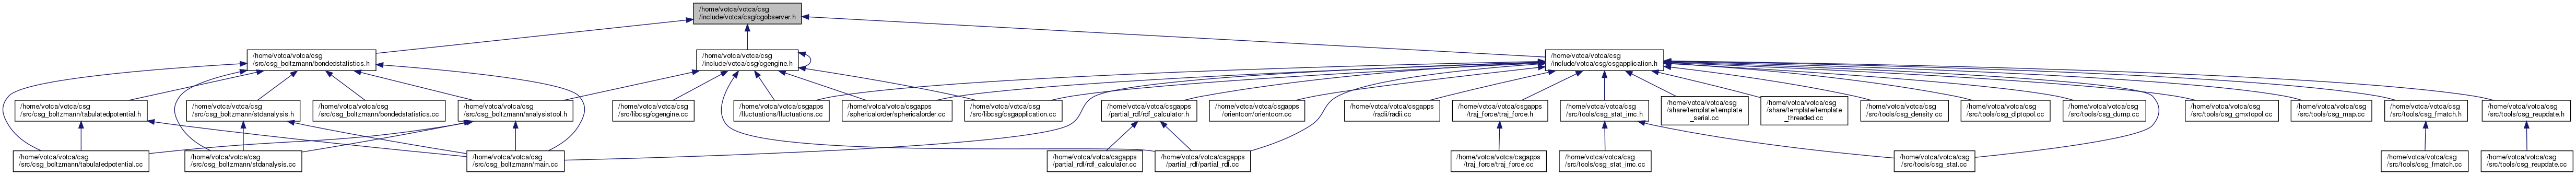 /home/votca/votca/csg
/include/votca/csg/cgobserver.h
/home/votca/votca/csg
/src/csg_boltzmann/bondedstatistics.h
/home/votca/votca/csg
/include/votca/csg/cgengine.h
/home/votca/votca/csg
/include/votca/csg/csgapplication.h
/home/votca/votca/csg
/src/csg_boltzmann/tabulatedpotential.h
/home/votca/votca/csg
/src/csg_boltzmann/stdanalysis.h
/home/votca/votca/csg
/src/csg_boltzmann/bondedstatistics.cc
/home/votca/votca/csg
/src/csg_boltzmann/analysistool.h
/home/votca/votca/csg
/src/libcsg/cgengine.cc
/home/votca/votca/csgapps
/fluctuations/fluctuations.cc
/home/votca/votca/csgapps
/sphericalorder/sphericalorder.cc
/home/votca/votca/csg
/src/libcsg/csgapplication.cc
/home/votca/votca/csgapps
/partial_rdf/rdf_calculator.h
/home/votca/votca/csgapps
/orientcorr/orientcorr.cc
/home/votca/votca/csgapps
/radii/radii.cc
/home/votca/votca/csgapps
/traj_force/traj_force.h
/home/votca/votca/csg
/src/tools/csg_stat_imc.h
/home/votca/votca/csg
/share/template/template
_serial.cc
/home/votca/votca/csg
/share/template/template
_threaded.cc
/home/votca/votca/csg
/src/tools/csg_density.cc
/home/votca/votca/csg
/src/tools/csg_dlptopol.cc
/home/votca/votca/csg
/src/tools/csg_dump.cc
/home/votca/votca/csg
/src/tools/csg_gmxtopol.cc
/home/votca/votca/csg
/src/tools/csg_map.cc
/home/votca/votca/csg
/src/tools/csg_fmatch.h
/home/votca/votca/csg
/src/tools/csg_reupdate.h
/home/votca/votca/csg
/src/csg_boltzmann/tabulatedpotential.cc
/home/votca/votca/csg
/src/csg_boltzmann/stdanalysis.cc
/home/votca/votca/csg
/src/csg_boltzmann/main.cc
/home/votca/votca/csgapps
/partial_rdf/rdf_calculator.cc
/home/votca/votca/csgapps
/partial_rdf/partial_rdf.cc
/home/votca/votca/csgapps
/traj_force/traj_force.cc
/home/votca/votca/csg
/src/tools/csg_stat_imc.cc
/home/votca/votca/csg
/src/tools/csg_stat.cc
/home/votca/votca/csg
/src/tools/csg_fmatch.cc
/home/votca/votca/csg
/src/tools/csg_reupdate.cc